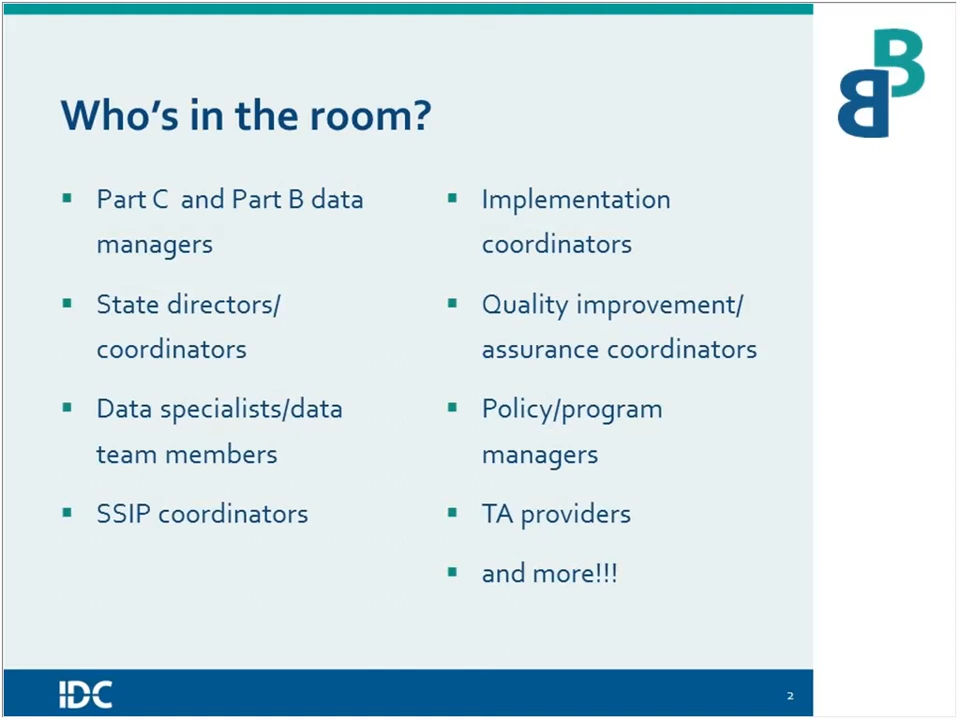 Who's in the room?
Part C and Part B data
managers
State directors/
coordinators
Data specialists/data
team members
SSIP coordinators
Implementation
coordinators
Quality improvement/
assurance coordinators
Policy/program
managers
TA providers
and more!!!
B
B
IDC
2